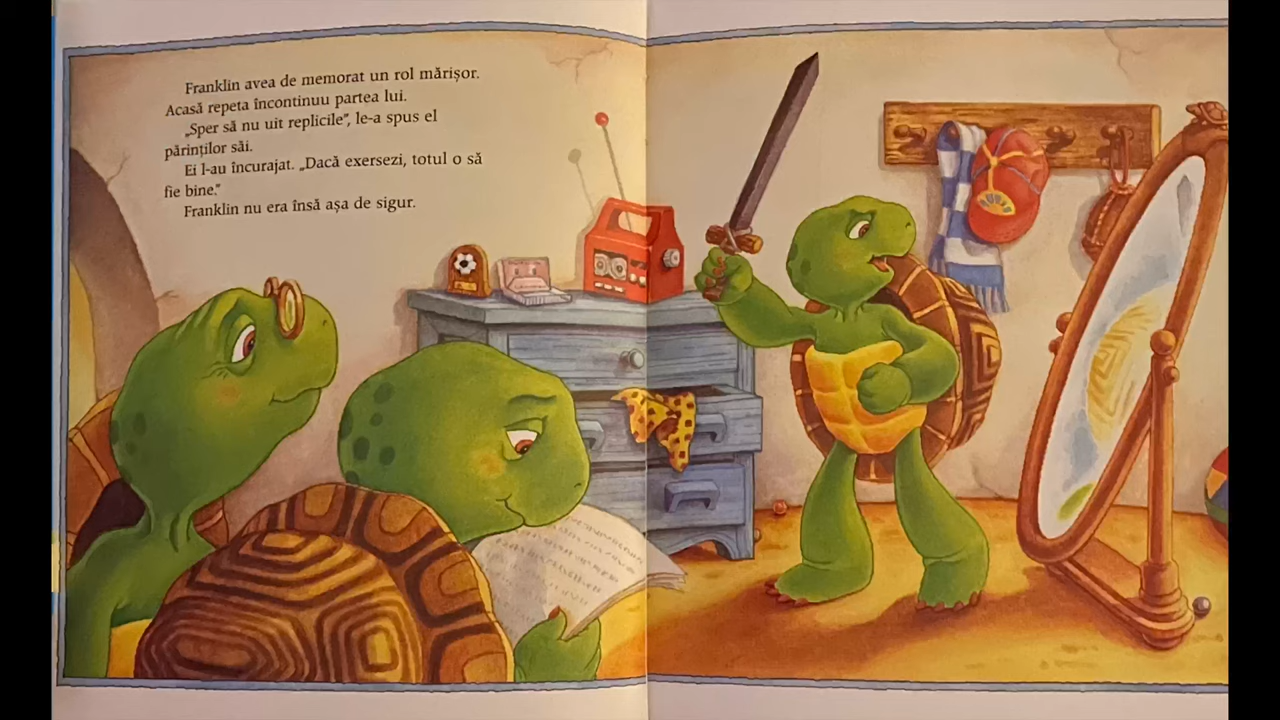 Franklin avea de memorat un rol mărișor.
Acasă repeta încontinuu partea lui.
„Sper să nu uit replicile”, le-a spus el
părinților săi.
Ei l-au încurajat. „Dacă exersezi, totul o să
fie bine.”
Franklin nu era însă așa de sigur.